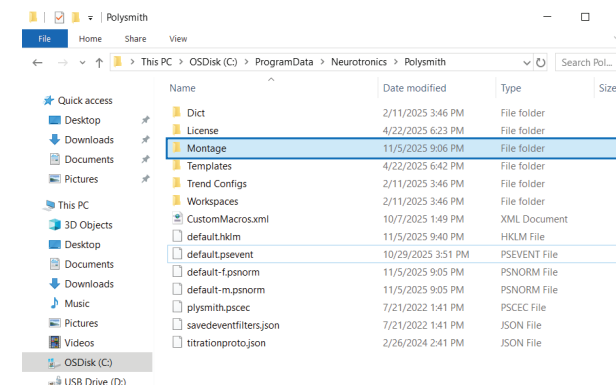 Polysmith
File Home Share View
This PC > OSDisk (C:) > ProgramData > Neurotronics > Polysmith Search Pol...
Name Date modified Type Size
Quick access
Desktop
Downloads
Documents
Pictures
This PC
3D Objects
Desktop
Documents
Downloads
Music
Pictures
Videos
OSDisk (C:)
USB Drive (D:)
Dict 2/11/2025 3:46 PM File folder
License 4/22/2025 6:23 PM File folder
Montage 11/5/2025 9:06 PM File folder
Templates 4/22/2025 6:42 PM File folder
Trend Configs 2/11/2025 3:46 PM File folder
Workspaces 2/11/2025 3:46 PM File folder
CustomMacros.xml 10/7/2025 1:49 PM XML Document
default.hklm 11/5/2025 9:40 PM HKLM File
default.psevent 10/29/2025 3:51 PM PSEVENT File
default-f.psnorm 11/5/2025 9:05 PM PSNORM File
default-m.psnorm 11/5/2025 9:05 PM PSNORM File
plysmith.pscec 7/21/2022 1:41 PM PSCEC File
savedeventfilters.json 7/21/2022 1:41 PM JSON File
titrationproto.json 2/26/2024 2:41 PM JSON File